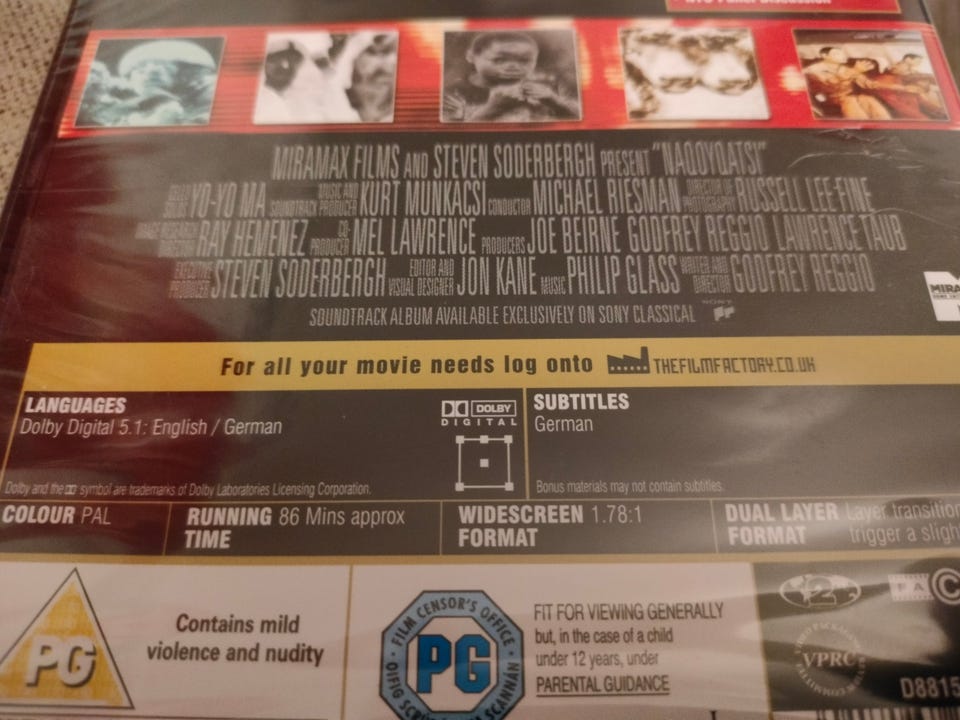 MIRAMAX FILMS AND STEVEN SODERBERGH PRESENT "NAQOYQATSI"
YO-YO MA MUSIC AND SOUNDTRACK PRODUCER KURT MUNKACSI CONDUCTOR MICHAEL RIESMAN DIRECTOR OF PHOTOGRAPHY RUSSELL LEE FINE
RAY HEMENEZ CO-PRODUCER MEL LAWRENCE PRODUCERS JOE BEIRNE GODFREY REGGIO LAWRENCE TAUB
EXECUTIVE PRODUCER STEVEN SODERBERGH EDITOR AND VISUAL DESIGNER JON KANE MUSIC PHILIP GLASS WRITER AND DIRECTOR GODFREY REGGIO
SOUNDTRACK ALBUM AVAILABLE EXCLUSIVELY ON SONY CLASSICAL SONY
MIRA
For all your movie needs log onto THEFILMFACTORY.CO.UK
LANGUAGES
Dolby Digital 5.1: English / German
DOLBY
DIGITAL
Dolby and the symbol are trademarks of Dolby Laboratories Licensing Corporation.
SUBTITLES
German
Bonus materials may not contain subtitles.
COLOUR PAL
RUNNING TIME 86 Mins approx
WIDESCREEN FORMAT 1.78:1
DUAL LAYER FORMAT Layer transition
trigger a sligh
PG
Contains mild
violence and nudity
FILM CENSOR'S OFFICE
PG
FIT FOR VIEWING GENERALLY
but, in the case of a child
under 12 years, under
PARENTAL GUIDANCE
2
FA
C
VPRC
D8815